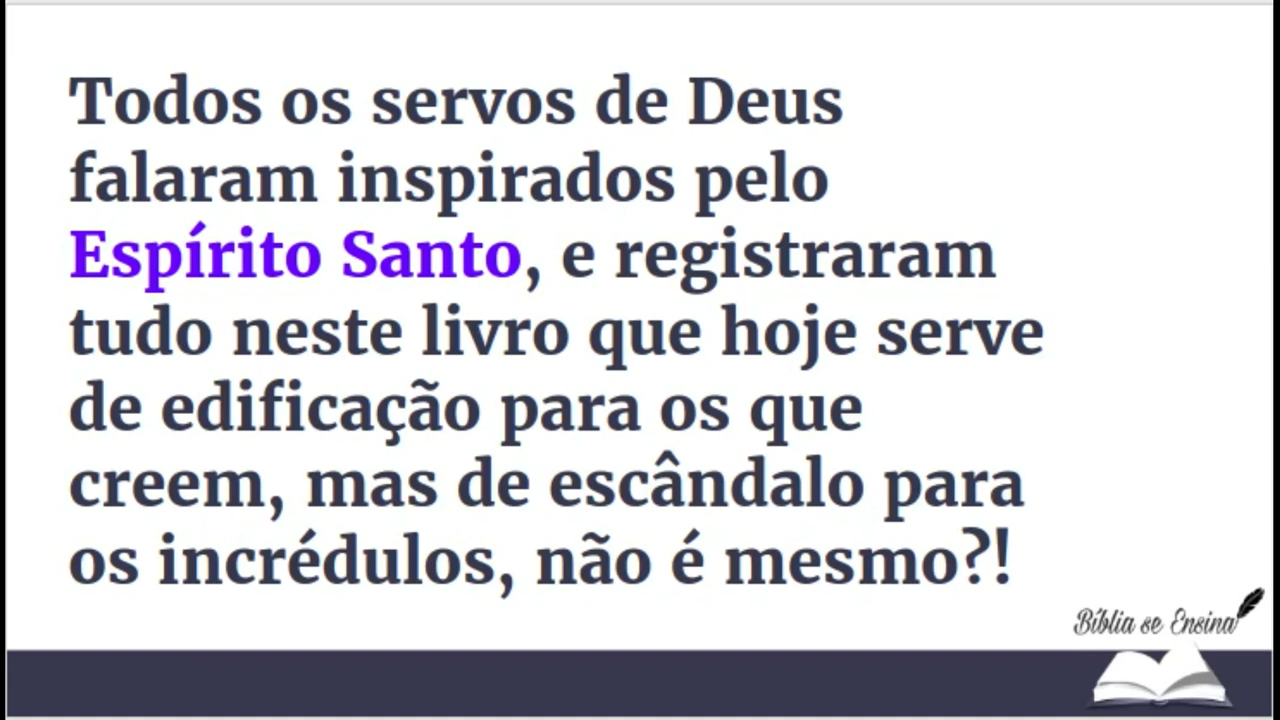 Todos os servos de Deus
falaram inspirados pelo
Espírito Santo, e registraram
tudo neste livro que hoje serve
de edificação para os que
creem, mas de escândalo para
os incrédulos, não é mesmo?!
Bíblia se Ensina